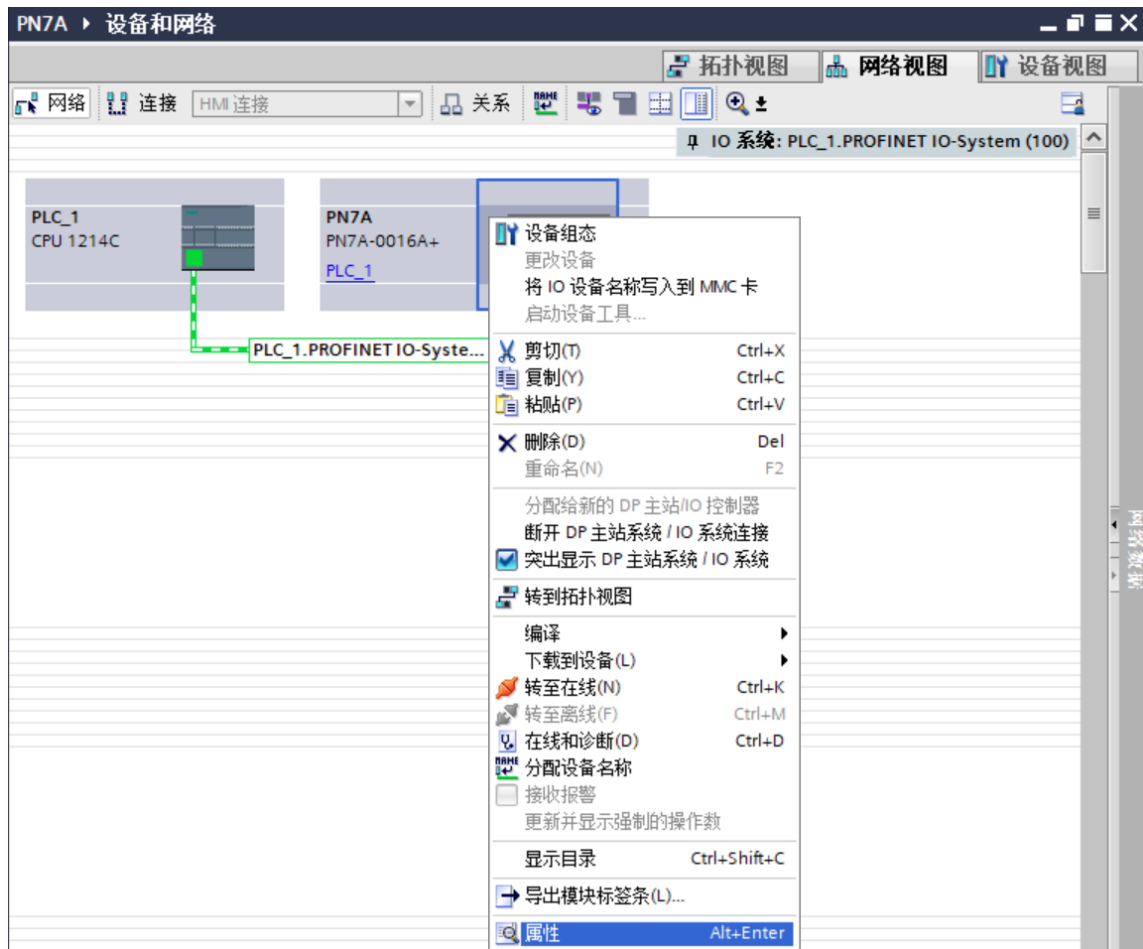 PN7A ▸ 设备和网络
拓扑视图 网络视图 设备视图
网络 连接 HMI 连接 关系
IO 系统: PLC_1.PROFINET IO-System (100)
PLC_1
CPU 1214C
PN7A
PN7A-0016A+
PLC_1
PLC_1.PROFINET IO-Syste...
设备组态
更改设备
将 IO 设备名称写入到 MMC 卡
启动设备工具...
剪切(T) Ctrl+X
复制(Y) Ctrl+C
粘贴(P) Ctrl+V
删除(D) Del
重命名(N) F2
分配给新的 DP 主站/IO 控制器
断开 DP 主站系统 / IO 系统连接
突出显示 DP 主站系统 / IO 系统
转到拓扑视图
编译
下载到设备(L)
转至在线(N) Ctrl+K
转至离线(F) Ctrl+M
在线和诊断(D) Ctrl+D
NAME 分配设备名称
接收报警
更新并显示强制的操作数
显示目录 Ctrl+Shift+C
导出模块标签条(L)...
属性 Alt+Enter
网络数据